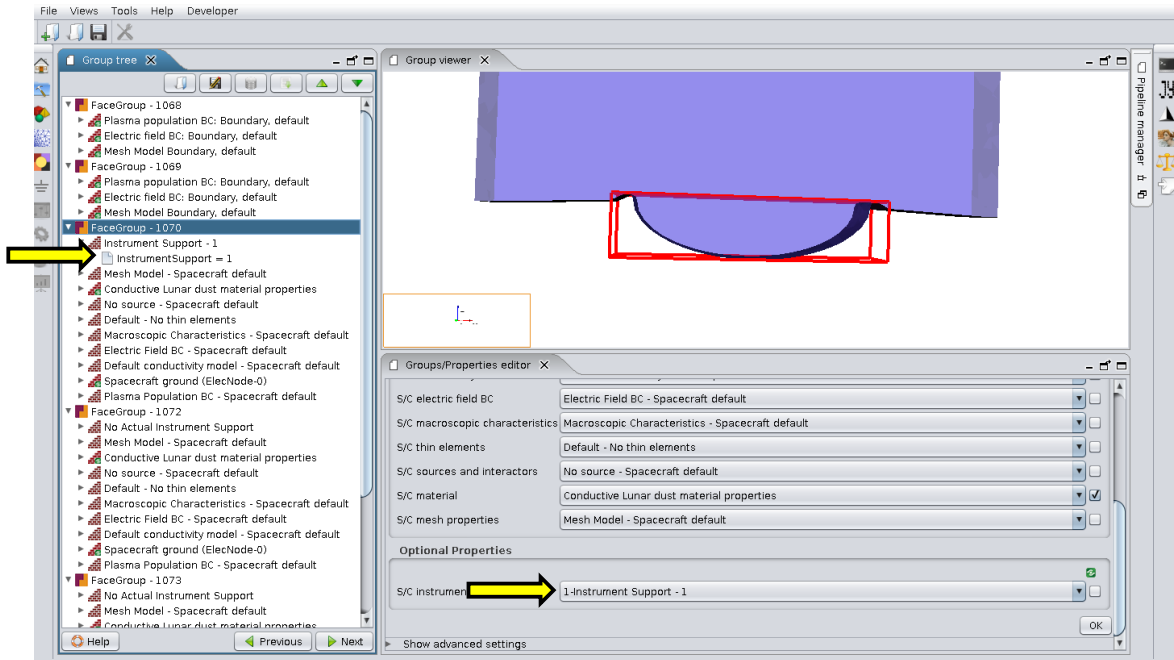 File Views Tools Help Developer
Group tree
FaceGroup - 1068
Plasma population BC: Boundary, default
Electric field BC: Boundary, default
Mesh Model Boundary, default
FaceGroup - 1069
Plasma population BC: Boundary, default
Electric field BC: Boundary, default
Mesh Model Boundary, default
FaceGroup - 1070
Instrument Support - 1
InstrumentSupport = 1
Mesh Model - Spacecraft default
Conductive Lunar dust material properties
No source - Spacecraft default
Default - No thin elements
Macroscopic Characteristics - Spacecraft default
Electric Field BC - Spacecraft default
Default conductivity model - Spacecraft default
Spacecraft ground (ElecNode-0)
Plasma Population BC - Spacecraft default
FaceGroup - 1072
No Actual Instrument Support
Mesh Model - Spacecraft default
Conductive Lunar dust material properties
No source - Spacecraft default
Default - No thin elements
Macroscopic Characteristics - Spacecraft default
Electric Field BC - Spacecraft default
Default conductivity model - Spacecraft default
Spacecraft ground (ElecNode-0)
Plasma Population BC - Spacecraft default
FaceGroup - 1073
No Actual Instrument Support
Mesh Model - Spacecraft default
Conductive Lunar dust material properties
Help Previous Next
Group viewer
Groups/Properties editor
S/C electric field BC Electric Field BC - Spacecraft default
S/C macroscopic characteristics Macroscopic Characteristics - Spacecraft default
S/C thin elements Default - No thin elements
S/C sources and interactors No source - Spacecraft default
S/C material Conductive Lunar dust material properties
S/C mesh properties Mesh Model - Spacecraft default
Optional Properties
S/C instrumen 1-Instrument Support - 1
OK
Show advanced settings
Pipeline manager